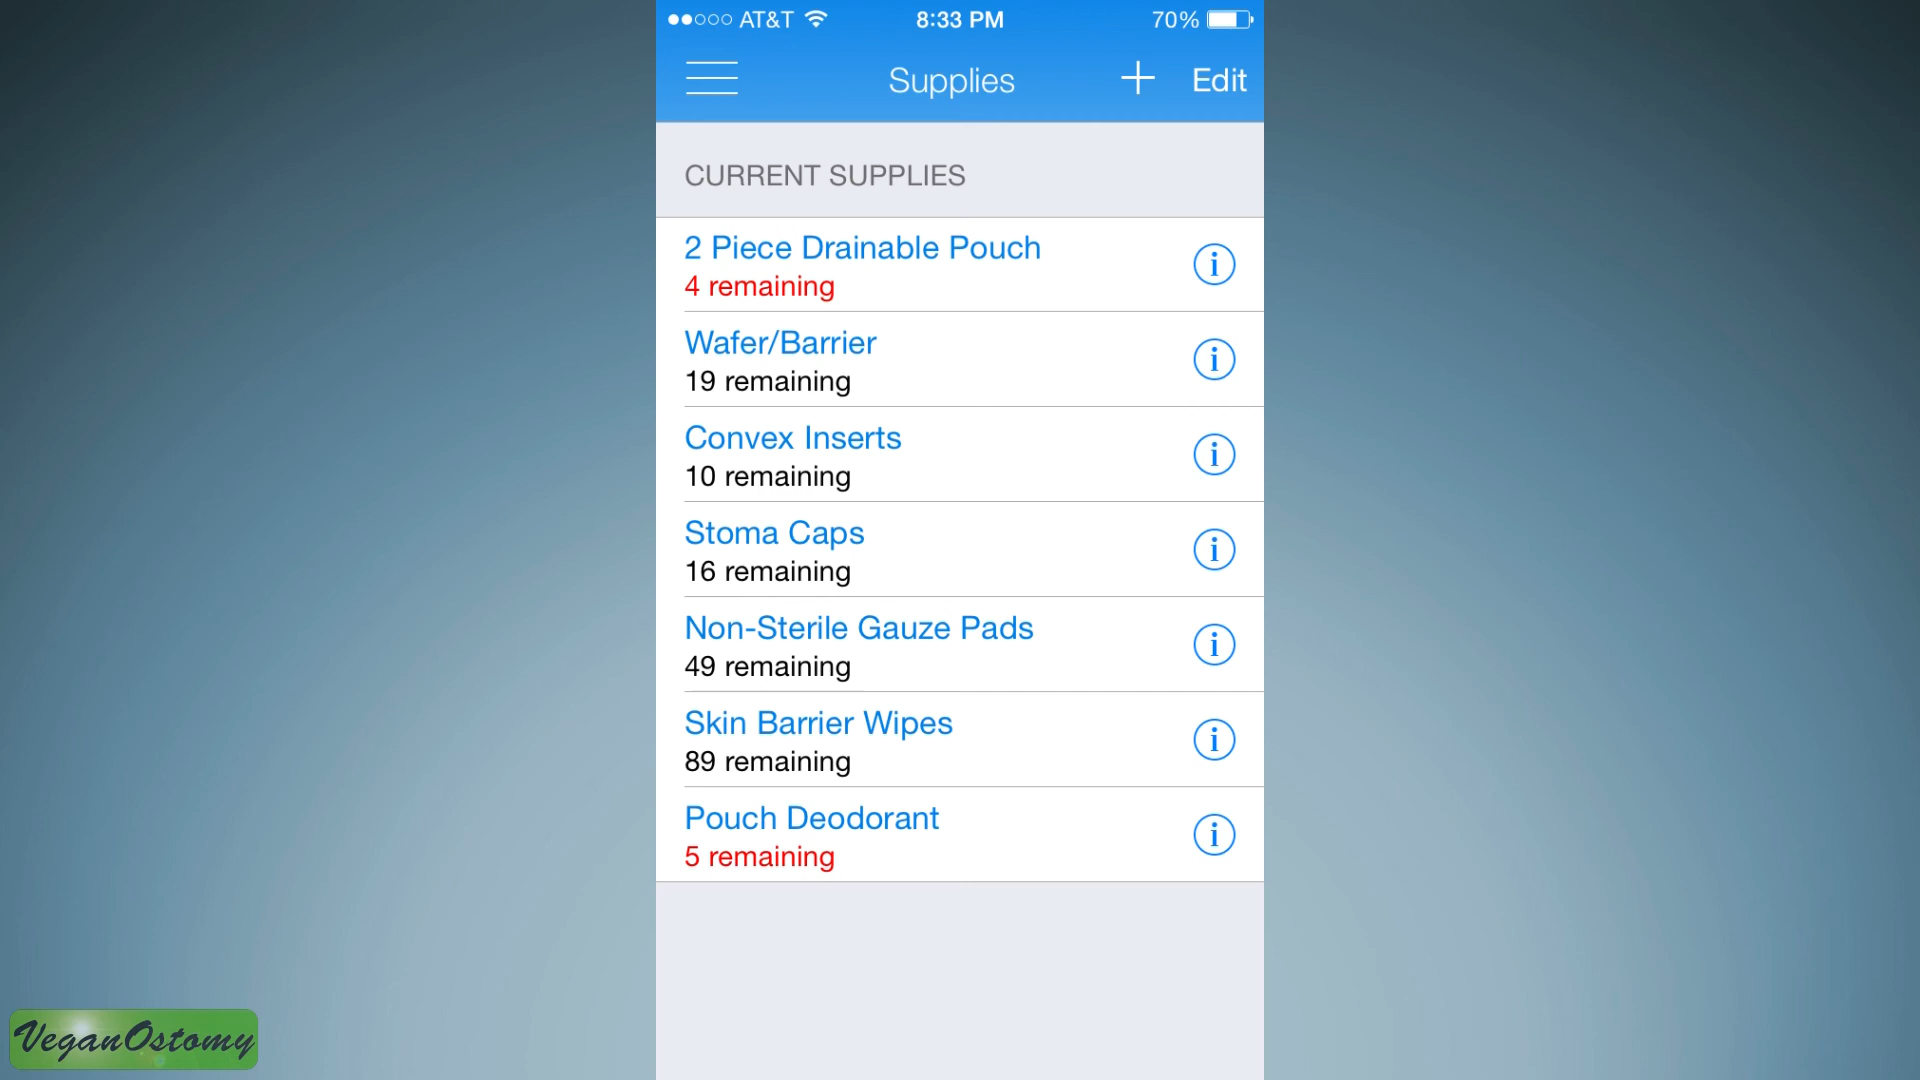 AT&T 8:33 PM 70%
Supplies + Edit
CURRENT SUPPLIES
2 Piece Drainable Pouch
4 remaining
Wafer/Barrier
19 remaining
Convex Inserts
10 remaining
Stoma Caps
16 remaining
Non-Sterile Gauze Pads
49 remaining
Skin Barrier Wipes
89 remaining
Pouch Deodorant
5 remaining
VeganOstomy